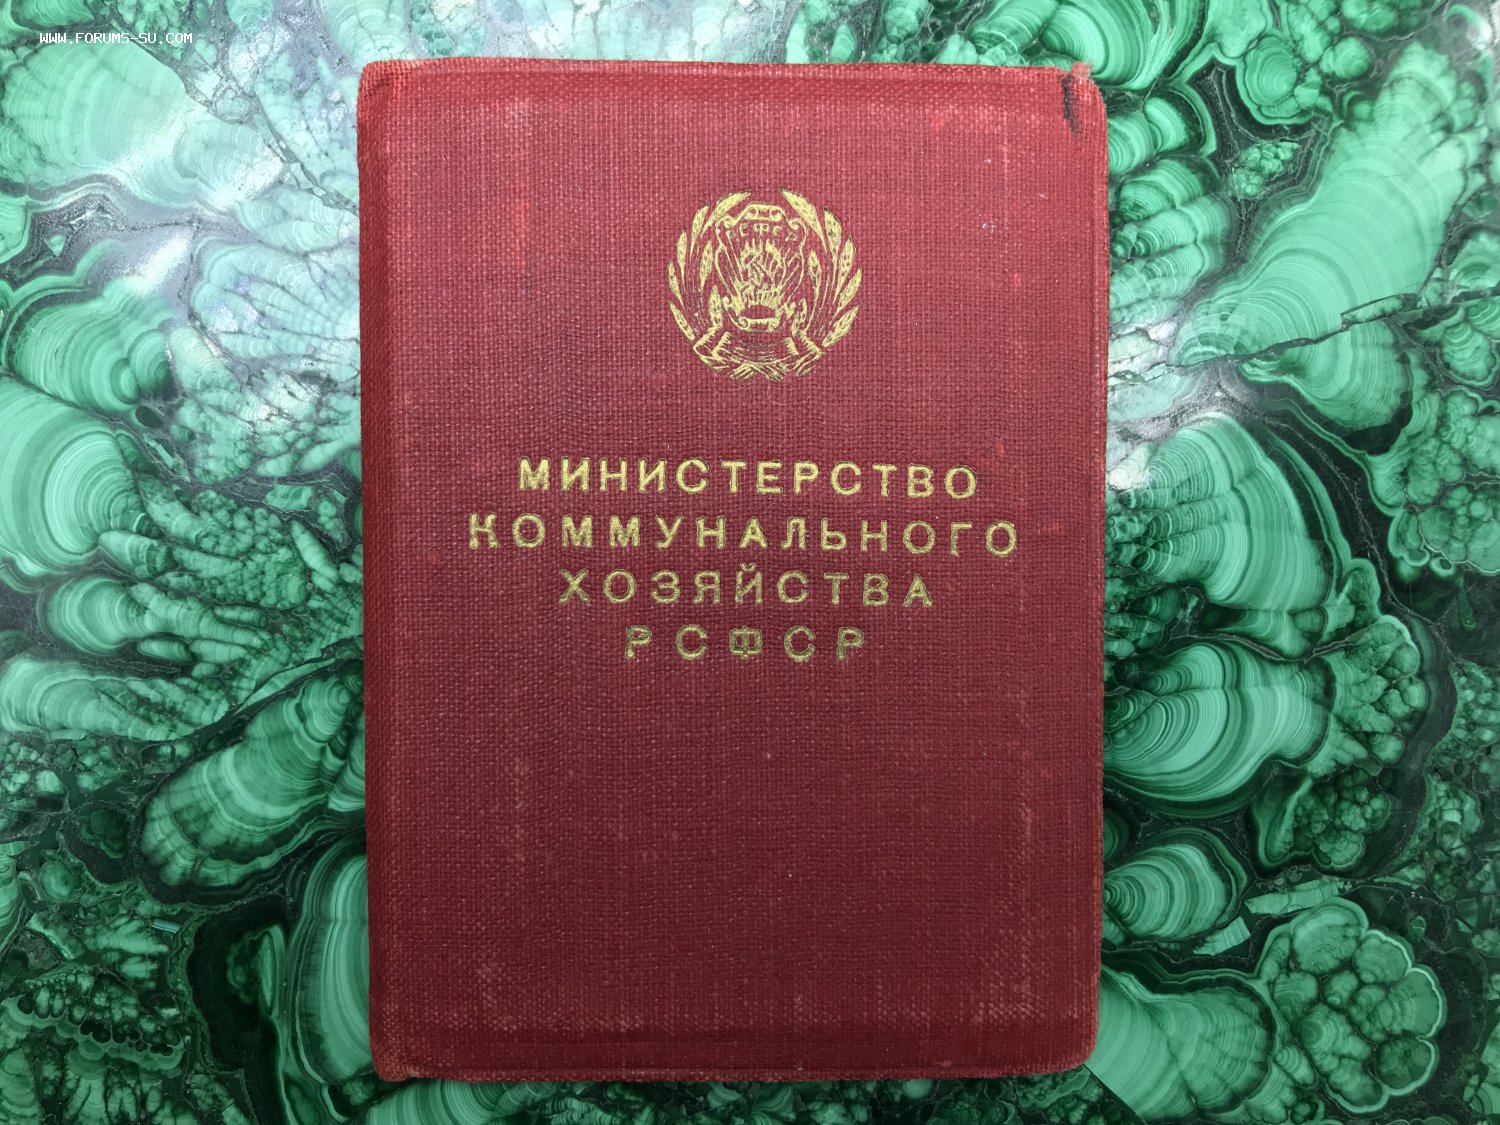 WWW.FORUMS-SU.COM
РСФСР
МИНИСТЕРСТВО
КОММУНАЛЬНОГО
ХОЗЯЙСТВА
РСФСР